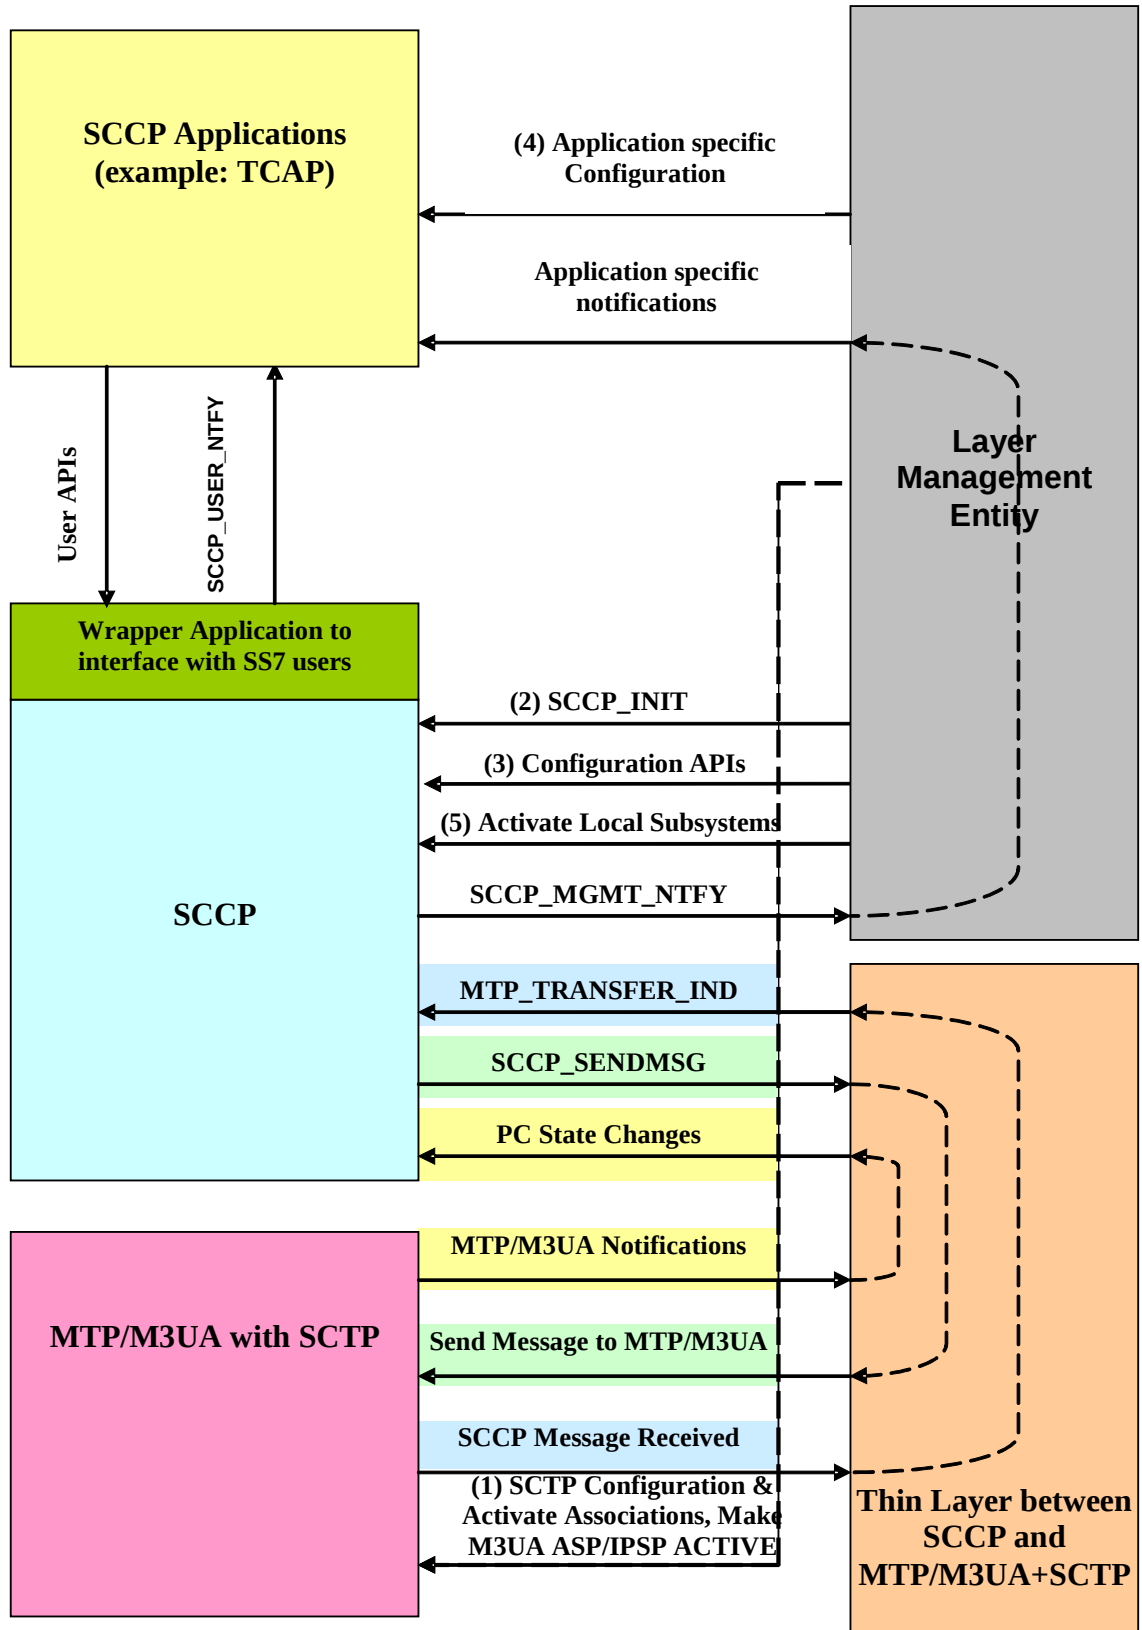 SCCP Applications
(example: TCAP)
(4) Application specific
Configuration
Application specific
notifications
User APIs
SCCP_USER_NTFY
Layer
Management
Entity
Wrapper Application to
interface with SS7 users
(2) SCCP_INIT
(3) Configuration APIs
(5) Activate Local Subsystems
SCCP_MGMT_NTFY
SCCP
MTP_TRANSFER_IND
SCCP_SENDMSG
PC State Changes
MTP/M3UA Notifications
MTP/M3UA with SCTP
Send Message to MTP/M3UA
SCCP Message Received
(1) SCTP Configuration &
Activate Associations, Make
M3UA ASP/IPSP ACTIVE
Thin Layer between
SCCP and
MTP/M3UA+SCTP